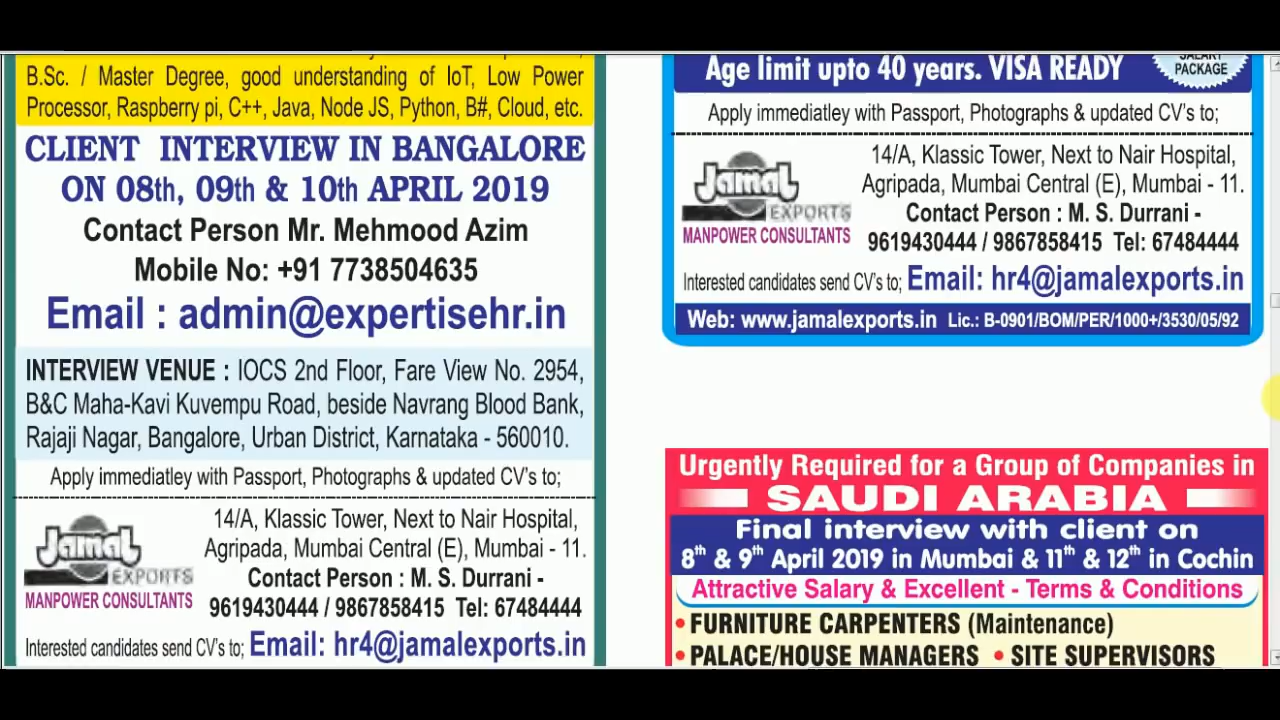 B.Sc. / Master Degree, good understanding of IoT, Low Power
Processor, Raspberry pi, C++, Java, Node JS, Python, B#, Cloud, etc.
CLIENT INTERVIEW IN BANGALORE
ON 08th, 09th & 10th APRIL 2019
Contact Person Mr. Mehmood Azim
Mobile No: +91 7738504635
Email : admin@expertisehr.in
INTERVIEW VENUE : IOCS 2nd Floor, Fare View No. 2954,
B&C Maha-Kavi Kuvempu Road, beside Navrang Blood Bank,
Rajaji Nagar, Bangalore, Urban District, Karnataka - 560010.
Apply immediatley with Passport, Photographs & updated CV's to;
Jamal
EXPORTS
MANPOWER CONSULTANTS
14/A, Klassic Tower, Next to Nair Hospital,
Agripada, Mumbai Central (E), Mumbai - 11.
Contact Person : M. S. Durrani -
9619430444 / 9867858415 Tel: 67484444
Interested candidates send CV's to; Email: hr4@jamalexports.in
SALARY
PACKAGE
Age limit upto 40 years. VISA READY
Apply immediatley with Passport, Photographs & updated CV's to;
Jamal
EXPORTS
MANPOWER CONSULTANTS
14/A, Klassic Tower, Next to Nair Hospital,
Agripada, Mumbai Central (E), Mumbai - 11.
Contact Person : M. S. Durrani -
9619430444 / 9867858415 Tel: 67484444
Interested candidates send CV's to; Email: hr4@jamalexports.in
Web: www.jamalexports.in Lic.: B-0901/BOM/PER/1000+/3530/05/92
Urgently Required for a Group of Companies in
SAUDI ARABIA
Final interview with client on
8th & 9th April 2019 in Mumbai & 11th & 12th in Cochin
Attractive Salary & Excellent - Terms & Conditions
• FURNITURE CARPENTERS (Maintenance)
• PALACE/HOUSE MANAGERS • SITE SUPERVISORS